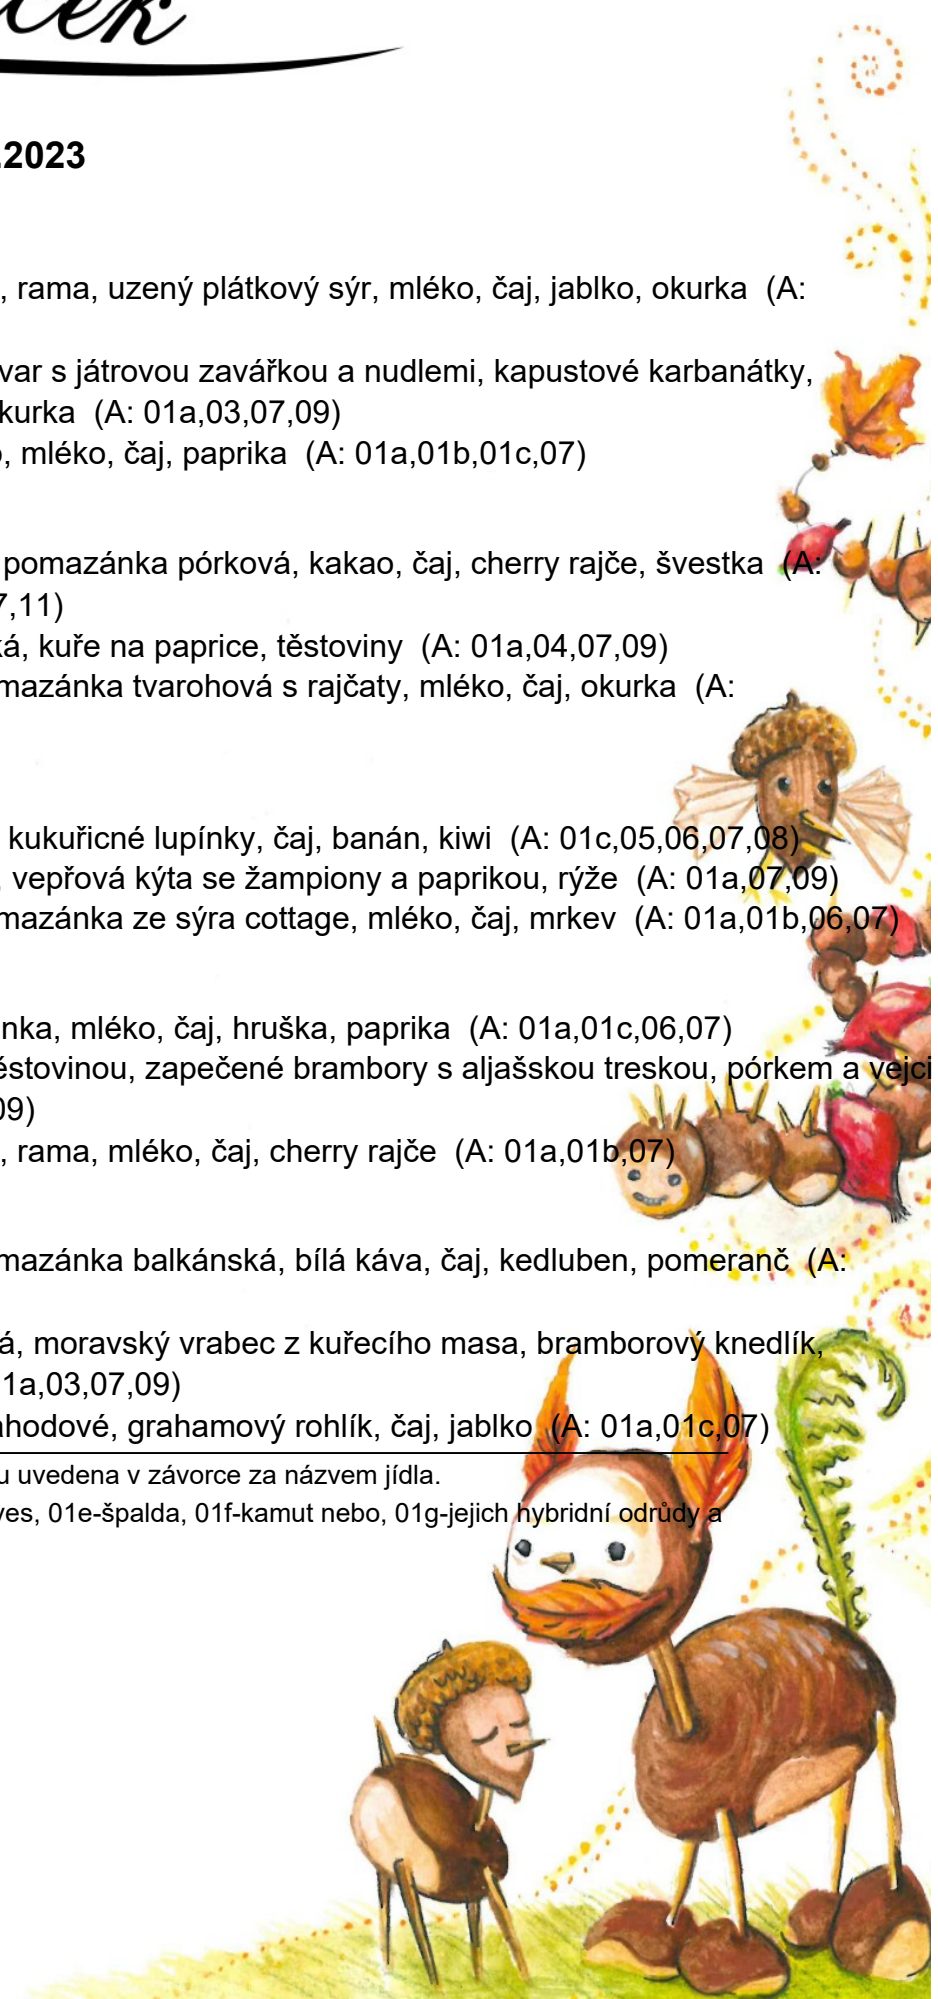 .2023
, rama, uzený plátkový sýr, mléko, čaj, jablko, okurka (A:
var s játrovou zavářkou a nudlemi, kapustové karbanátky,
kurka (A: 01a,03,07,09)
, mléko, čaj, paprika (A: 01a,01b,01c,07)
pomazánka pórková, kakao, čaj, cherry rajče, švestka (A:
7,11)
ká, kuře na paprice, těstoviny (A: 01a,04,07,09)
mazánka tvarohová s rajčaty, mléko, čaj, okurka (A:
kukuřicné lupínky, čaj, banán, kiwi (A: 01c,05,06,07,08)
, vepřová kýta se žampiony a paprikou, rýže (A: 01a,07,09)
mazánka ze sýra cottage, mléko, čaj, mrkev (A: 01a,01b,06,07)
nka, mléko, čaj, hruška, paprika (A: 01a,01c,06,07)
ěstovinou, zapečené brambory s aljašskou treskou, pórkem a vejci
09)
, rama, mléko, čaj, cherry rajče (A: 01a,01b,07)
mazánka balkánská, bílá káva, čaj, kedluben, pomeranč (A:
á, moravský vrabec z kuřecího masa, bramborový knedlík,
1a,03,07,09)
ahodové, grahamový rohlík, čaj, jablko (A: 01a,01c,07)
u uvedena v závorce za názvem jídla.
ves, 01e-špalda, 01f-kamut nebo, 01g-jejich hybridní odrůdy a